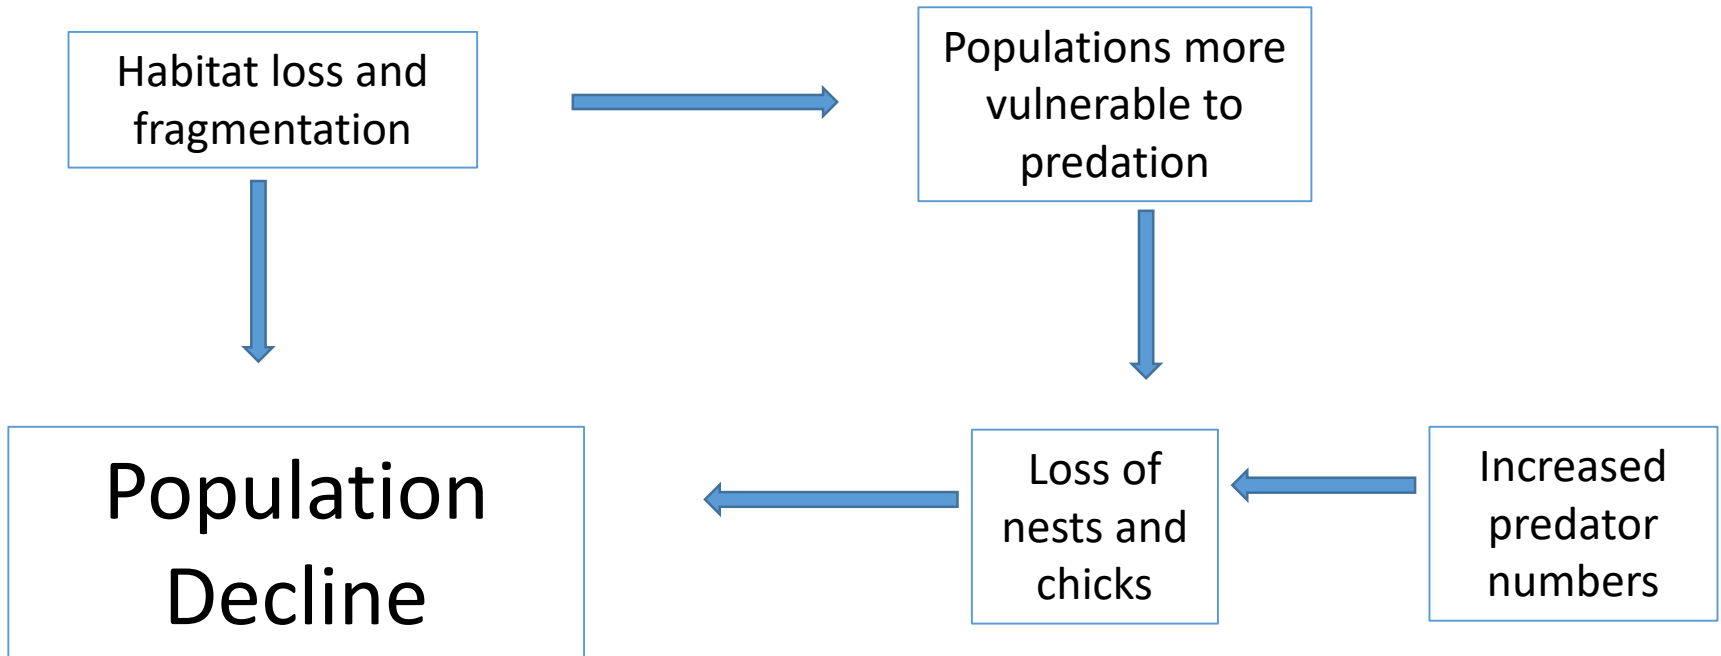 Habitat loss and
fragmentation
Populations more
vulnerable to
predation
Population
Decline
Loss of
nests and
chicks
Increased
predator
numbers